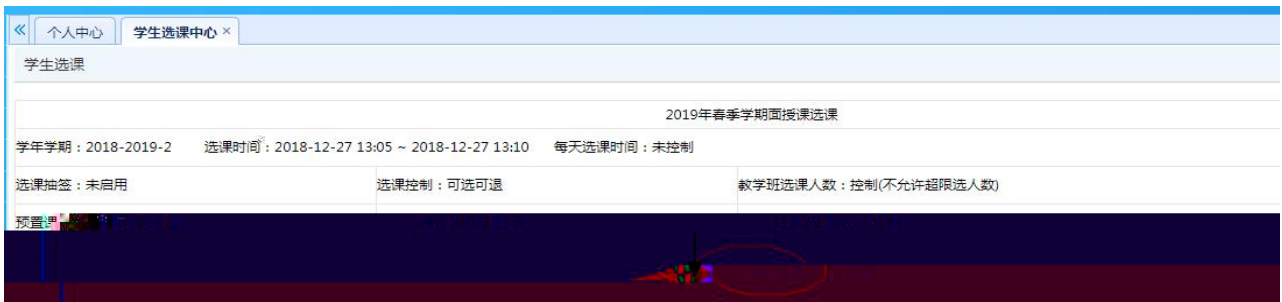 个人中心 学生选课中心 ×
学生选课
2019年春季学期面授课选课
学年学期：2018-2019-2 选课时间：2018-12-27 13:05 ~ 2018-12-27 13:10 每天选课时间：未控制
选课抽签：未启用 选课控制：可选可退 教学班选课人数：控制(不允许超限选人数)
预置课